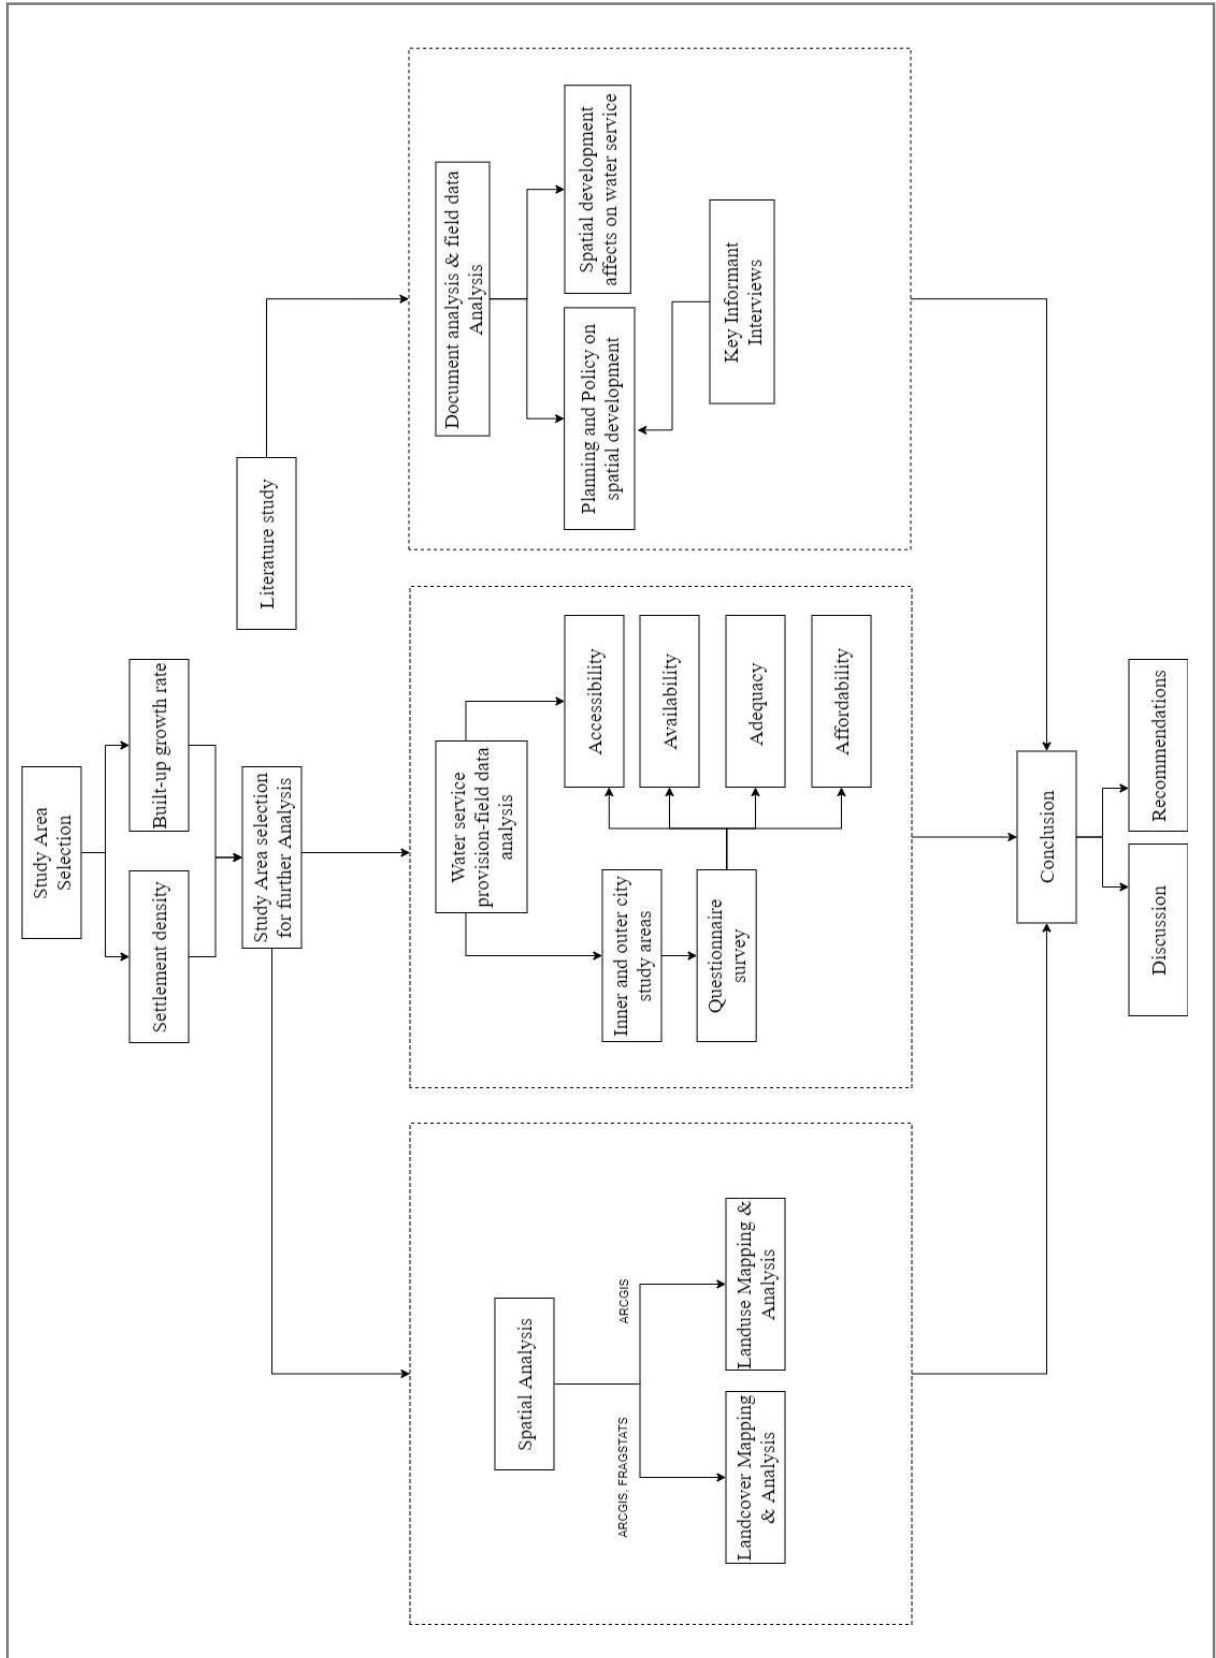 Study Area
Selection
Settlement density
Built-up growth rate
Study Area selection
for further Analysis
Literature study
Spatial Analysis
ARCGIS, FRAGSTATS
ARCGIS
Landcover Mapping
& Analysis
Landuse Mapping &
Analysis
Water service
provision-field data
analysis
Inner and outer city
study areas
Questionnaire
survey
Accessibility
Availability
Adequacy
Affordability
Document analysis & field data
Analysis
Planning and Policy on
spatial development
Spatial development
affects on water service
Key Informant
Interviews
Conclusion
Discussion
Recommendations